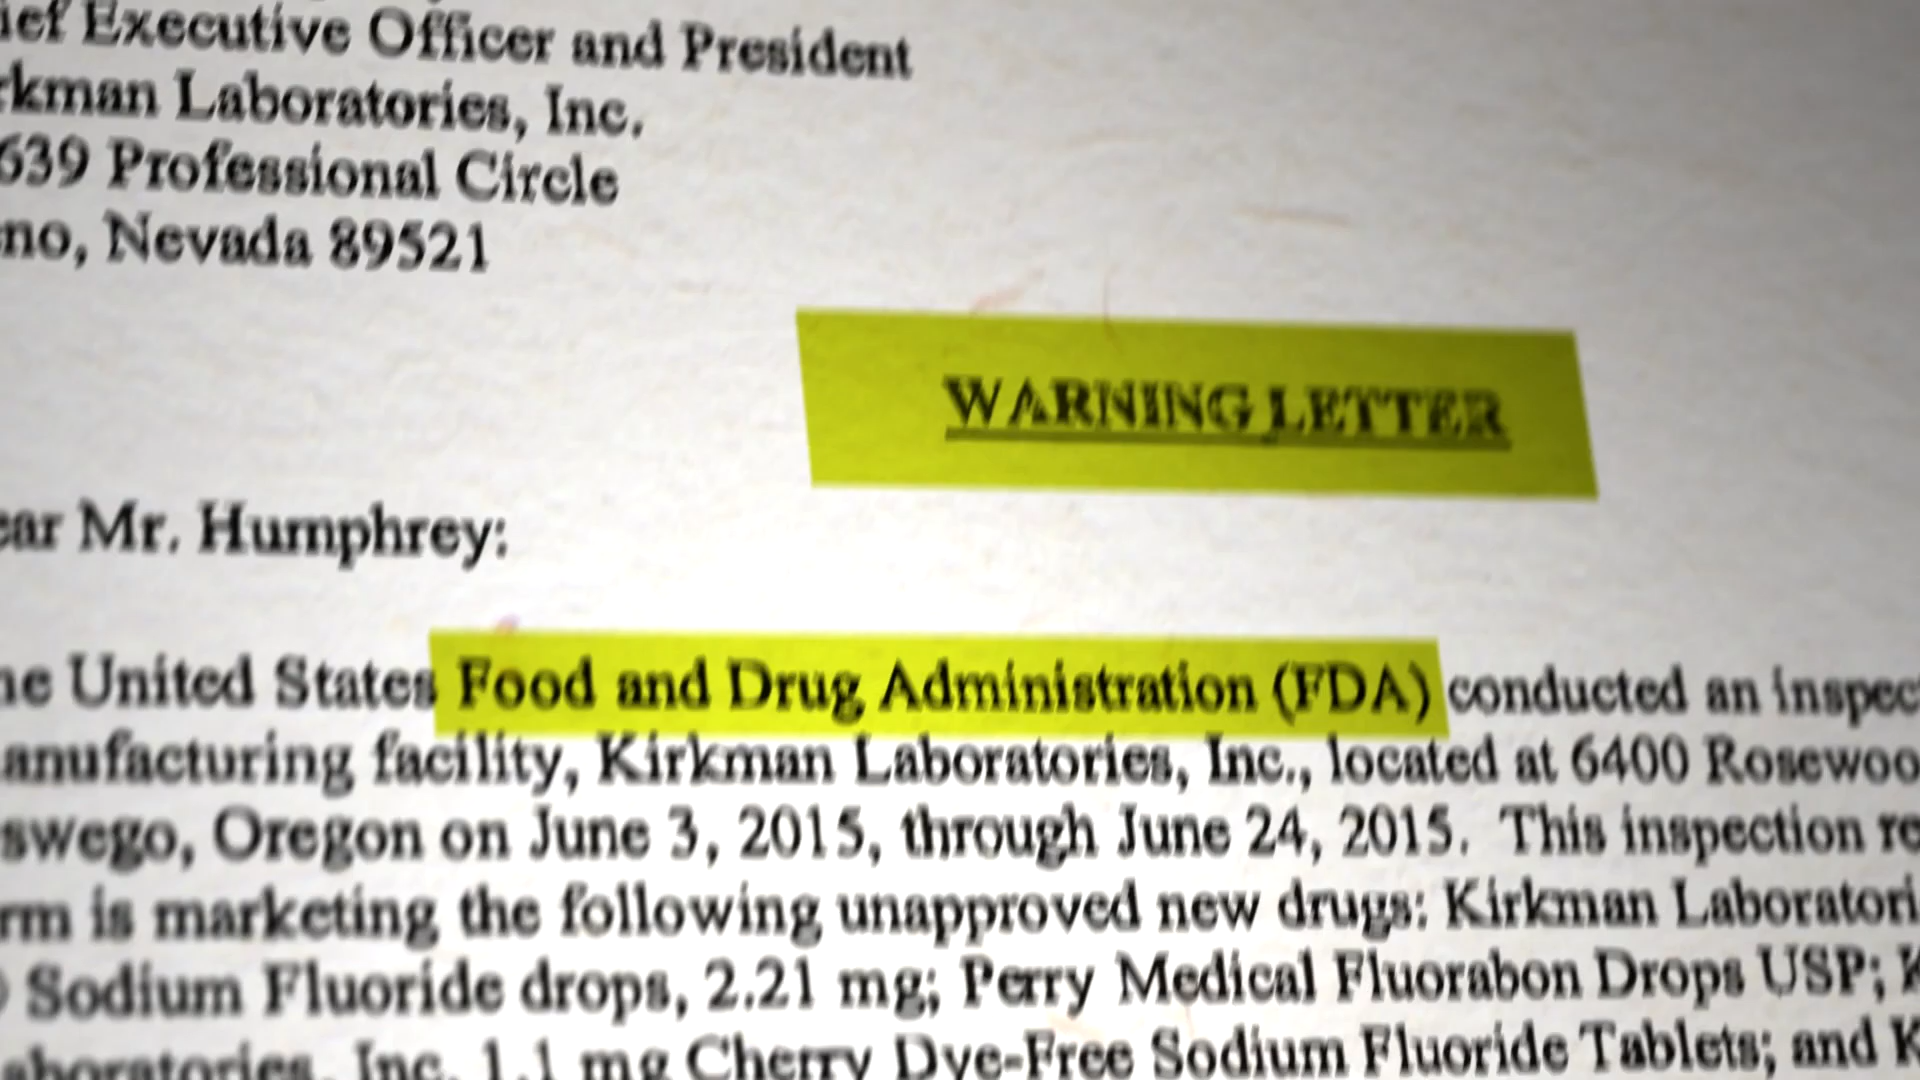 ief Executive Officer and President
rkman Laboratories, Inc.
639 Professional Circle
no, Nevada 89521
WARNING LETTER
ear Mr. Humphrey:
he United States Food and Drug Administration (FDA) conducted an inspec
anufacturing facility, Kirkman Laboratories, Inc., located at 6400 Rosewoo
swego, Oregon on June 3, 2015, through June 24, 2015. This inspection re
rm is marketing the following unapproved new drugs: Kirkman Laboratori
Sodium Fluoride drops, 2.21 mg; Perry Medical Fluorabon Drops USP; K
aboratories, Inc. 1.1 mg Cherry Dye-Free Sodium Fluoride Tablets; and K